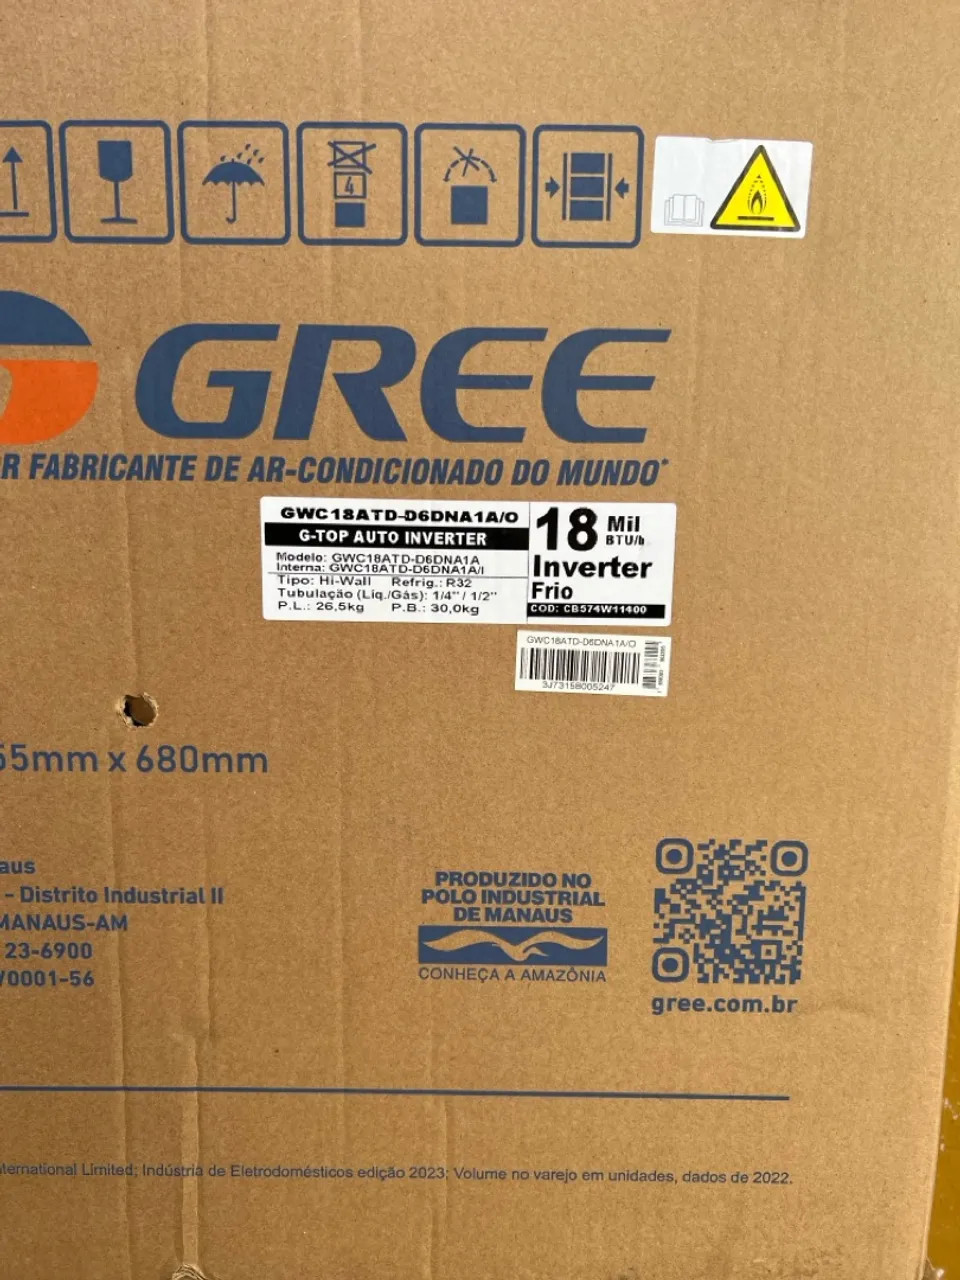 4
GREE
R FABRICANTE DE AR-CONDICIONADO DO MUNDO*
GWC18ATD-D6DNA1A/O
G-TOP AUTO INVERTER
Modelo: GWC18ATD-D6DNA1A
Interna: GWC18ATD-D6DNA1A/I
Tipo: Hi-Wall Refrig.: R32
Tubulação (Liq./Gás): 1/4" / 1/2"
P.L.: 26,5kg P.B.: 30,0kg
18 Mil BTU/h
Inverter
Frio
COD: CB574W11400
GWC18ATD-D6DNA1A/O
3J73158005247
55mm x 680mm
aus
- Distrito Industrial II
MANAUS-AM
23-6900
/0001-56
PRODUZIDO NO
POLO INDUSTRIAL
DE MANAUS
CONHEÇA A AMAZÔNIA
gree.com.br
ternational Limited; Indústria de Eletrodomésticos edição 2023; Volume no varejo em unidades, dados de 2022.